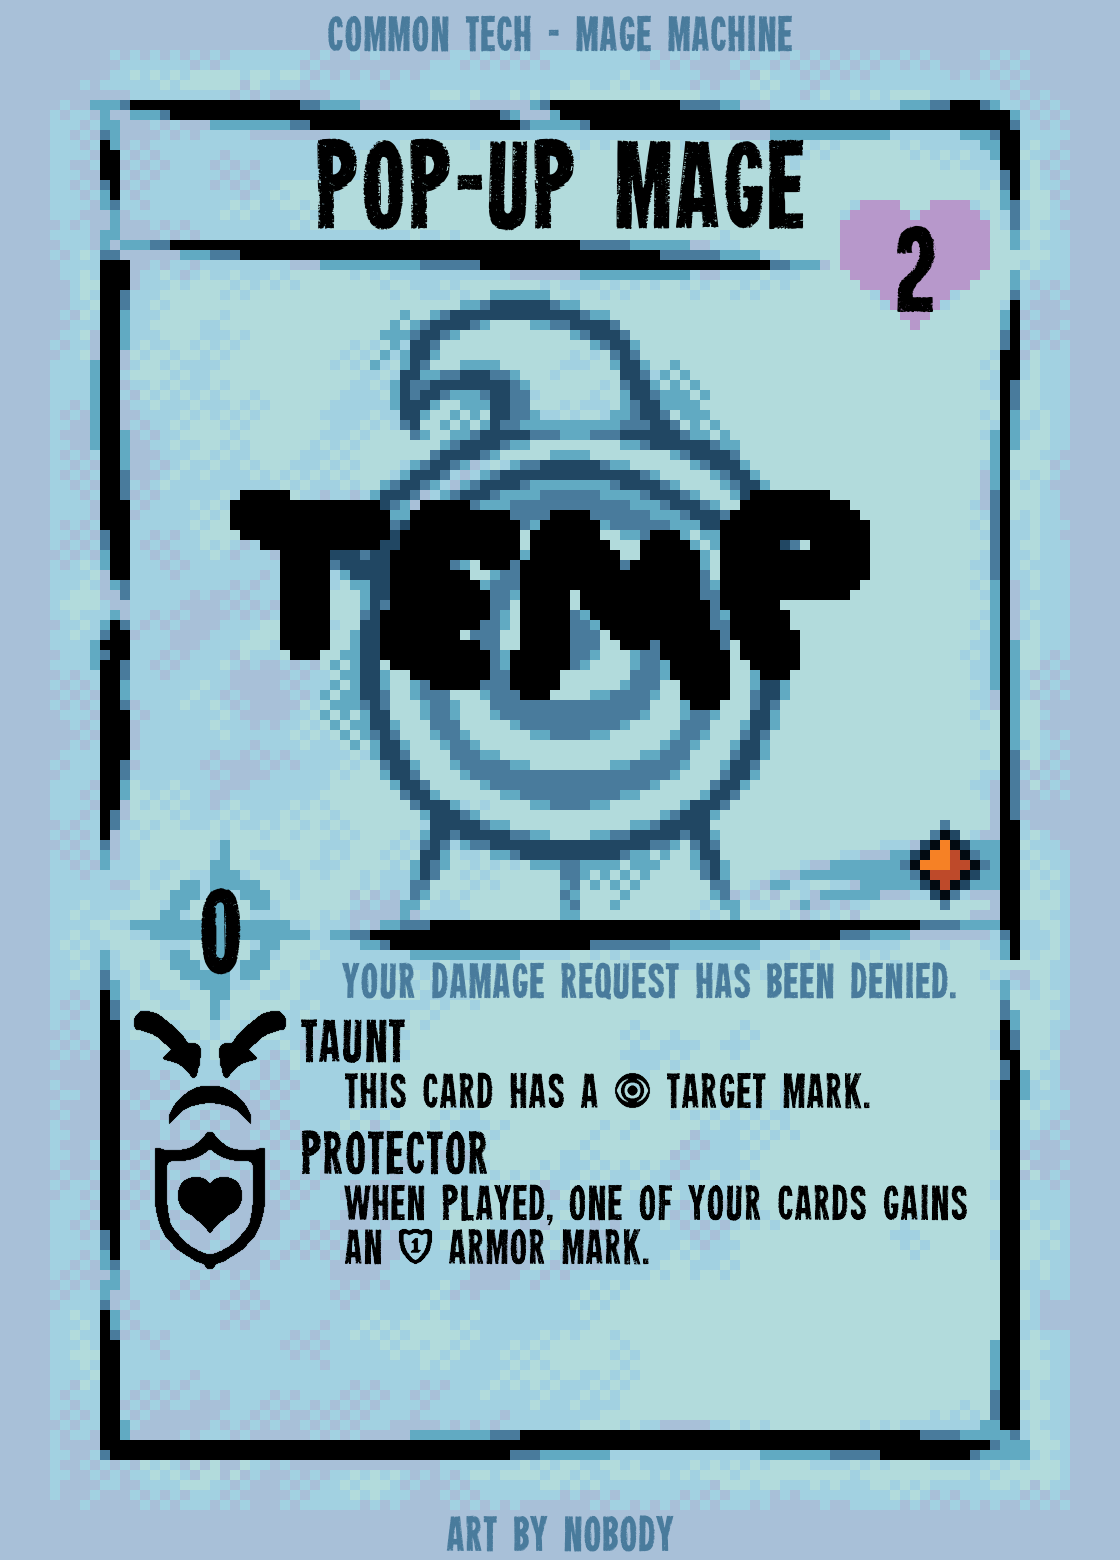 COMMON TECH - MAGE MACHINE
POP-UP MAGE
2
TEMP
0
YOUR DAMAGE REQUEST HAS BEEN DENIED.
TAUNT
THIS CARD HAS A TARGET MARK.
PROTECTOR
WHEN PLAYED, ONE OF YOUR CARDS GAINS
AN 1 ARMOR MARK.
ART BY NOBODY